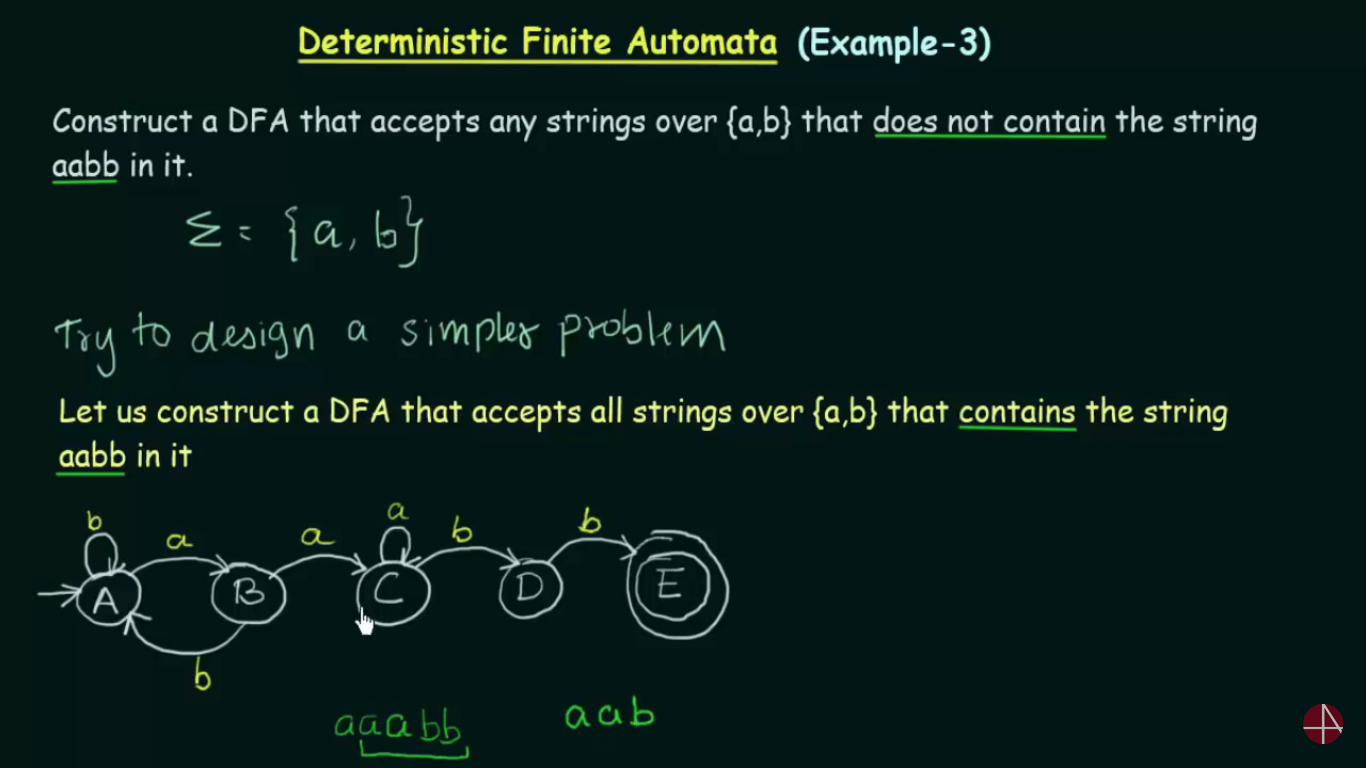 Deterministic Finite Automata (Example-3)
Construct a DFA that accepts any strings over {a,b} that does not contain the string
aabb in it.
Σ = {a, b}
Try to design a simpler problem
Let us construct a DFA that accepts all strings over {a,b} that contains the string
aabb in it
b a a a b b
A B C D E
b
aaabb aab